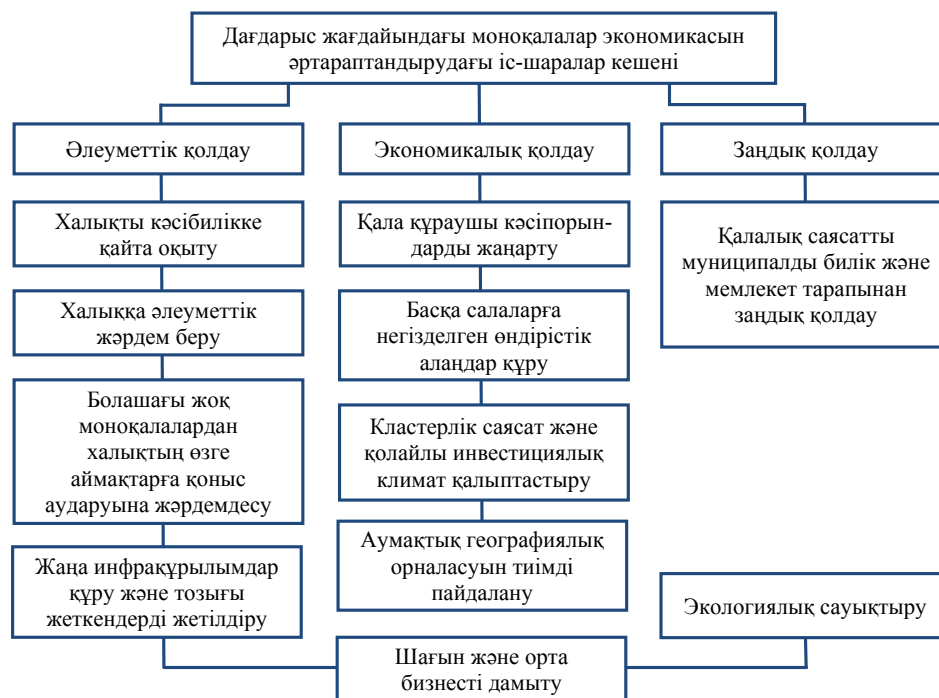 Дағдарыс жағдайындағы моноқалалар экономикасын
әртараптандырудағы іс-шаралар кешені
Әлеуметтік қолдау
Экономикалық қолдау
Заңдық қолдау
Халықты кәсібилікке
қайта оқыту
Қала құраушы кәсіпорын-
дарды жаңарту
Қалалық саясатты
муниципалды билік және
мемлекет тарапынан
заңдық қолдау
Халыққа әлеуметтік
жәрдем беру
Басқа салаларға
негізделген өндірістік
алаңдар құру
Болашағы жоқ
моноқалалардан
халықтың өзге
аймақтарға қоныс
аударуына жәрдемдесу
Кластерлік саясат және
қолайлы инвестициялық
климат қалыптастыру
Жаңа инфрақұрылымдар
құру және тозығы
жеткендерді жетілдіру
Аумақтық географиялық
орналасуын тиімді
пайдалану
Экологиялық сауықтыру
Шағын және орта
бизнесті дамыту